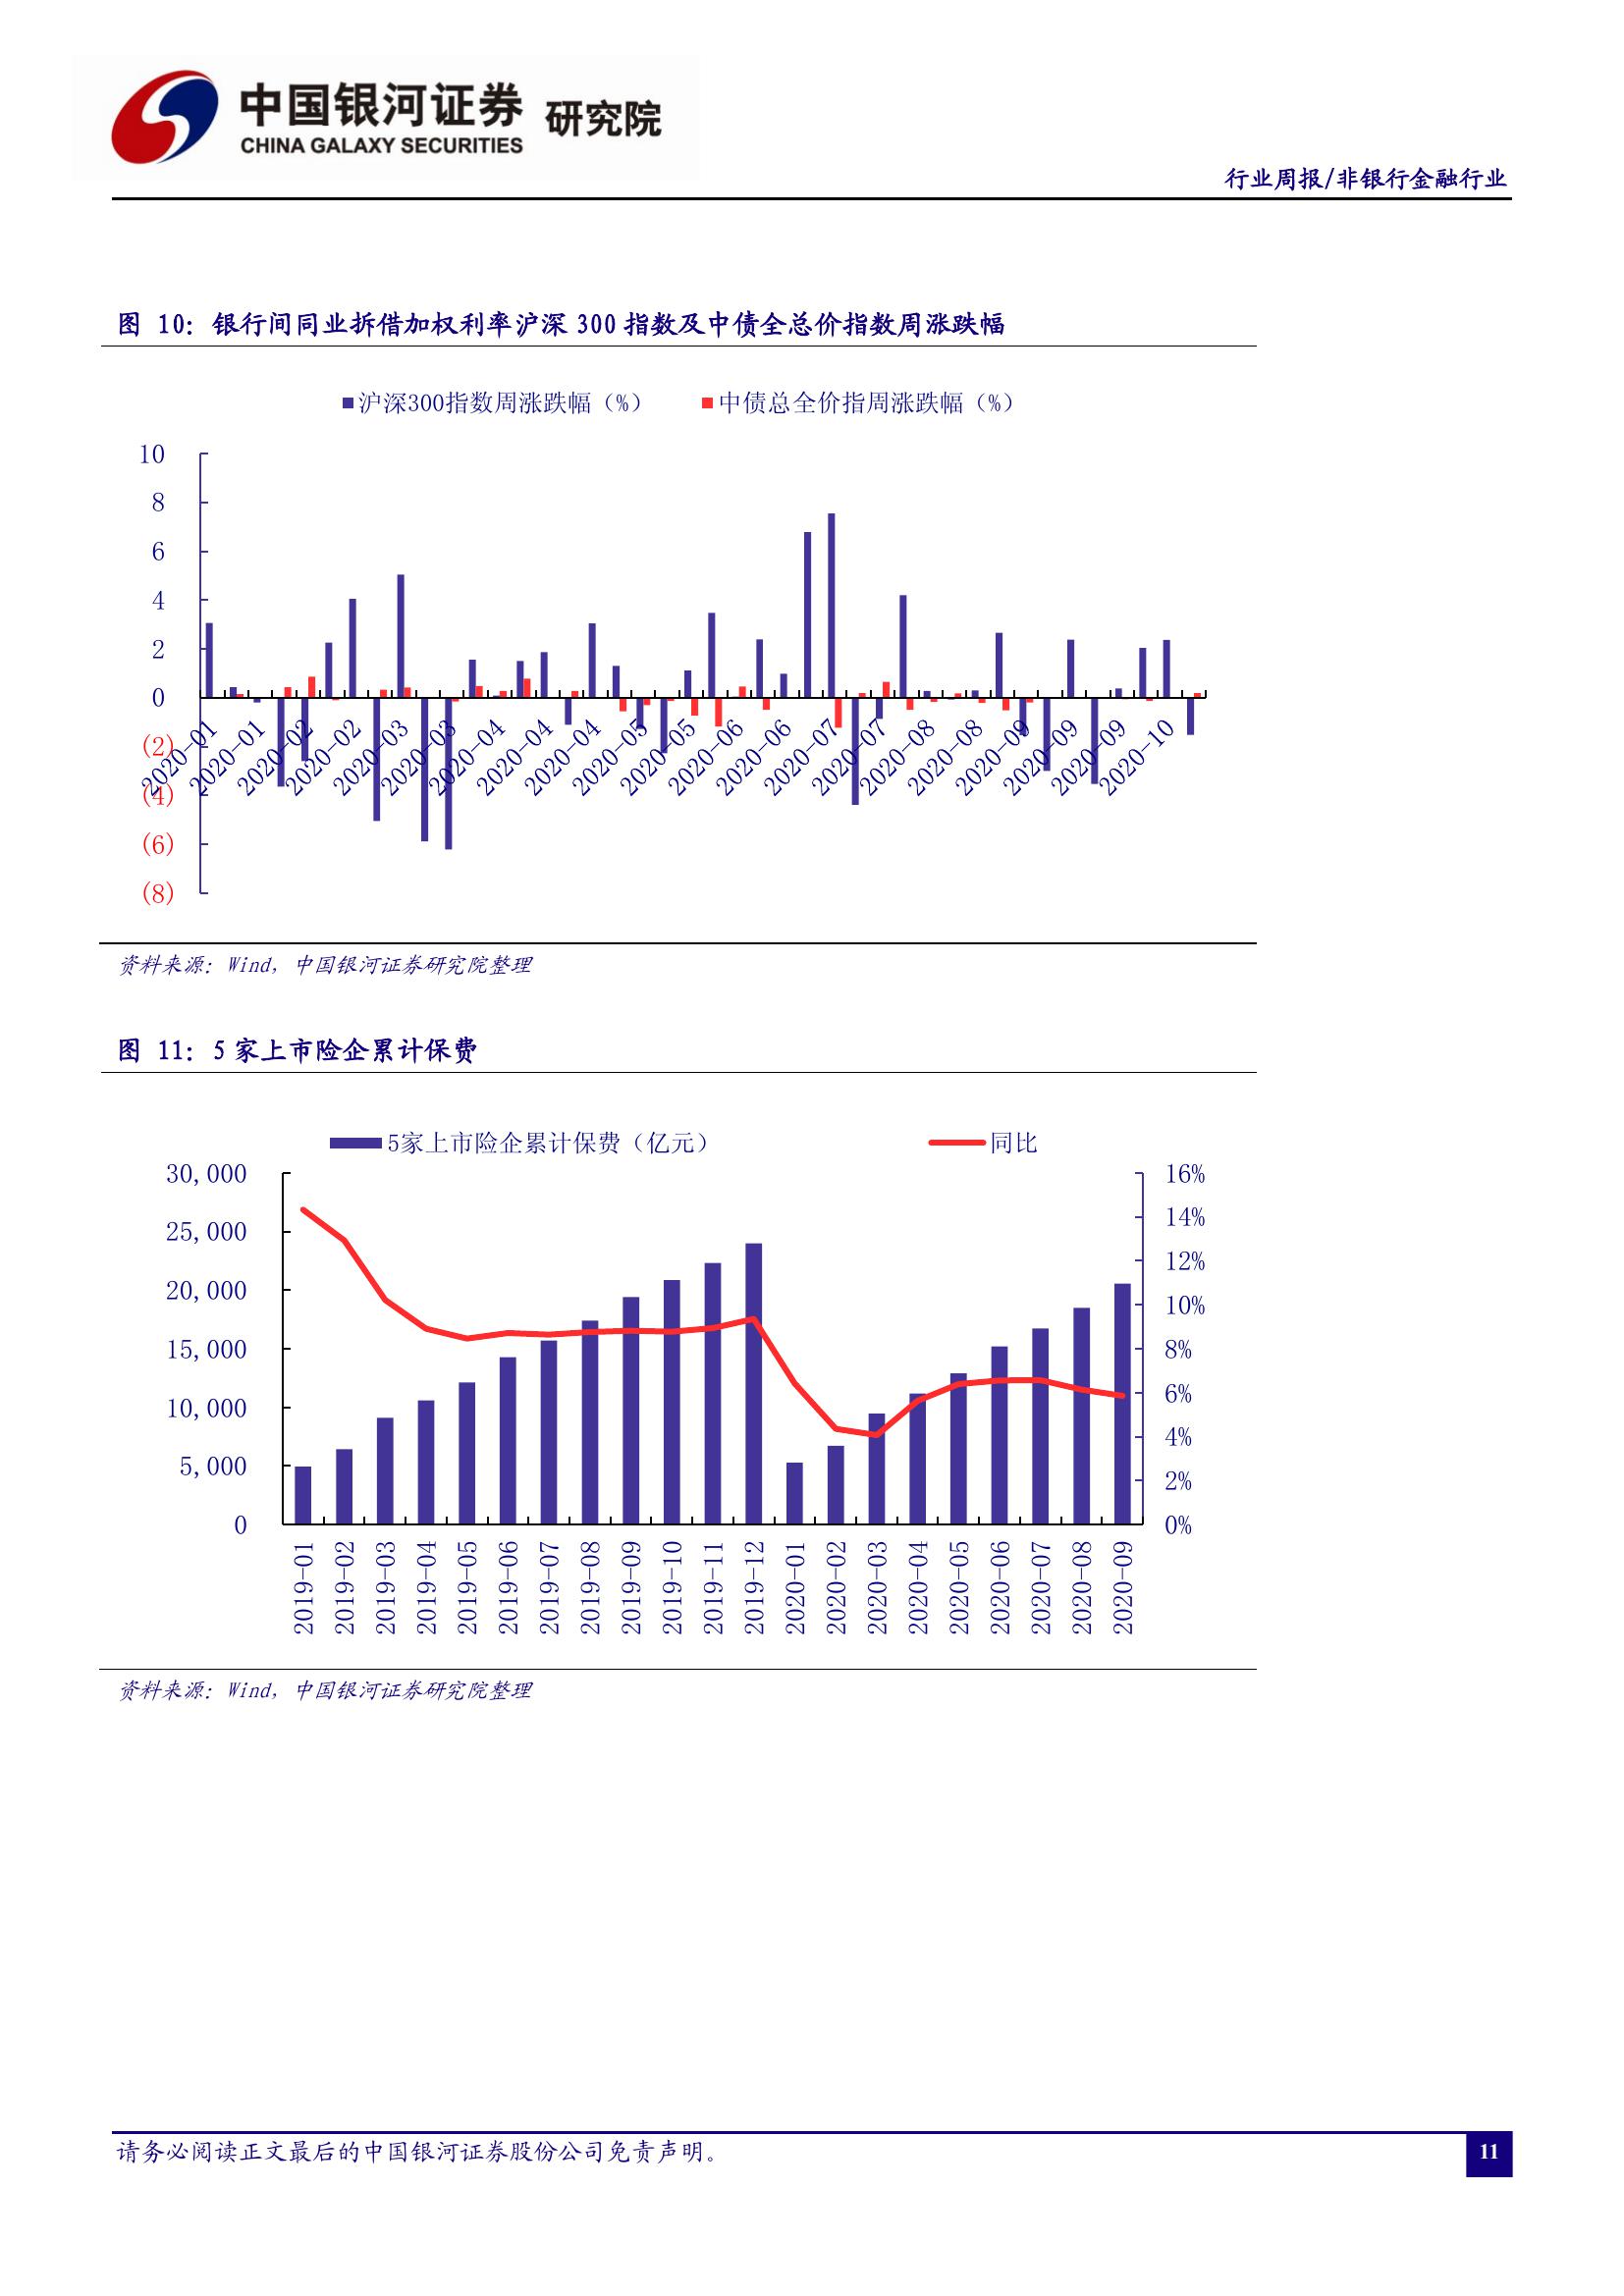 中国银河证券 研究院
CHINA GALAXY SECURITIES
行业周报/非银行金融行业
图 10：银行间同业拆借加权利率沪深 300 指数及中债全总价指数周涨跌幅
沪深300指数周涨跌幅（%） 中债总全价指周涨跌幅（%）
10
8
6
4
2
0
(2)
(4)
(6)
(8)
2020-01 2020-01 2020-02 2020-02 2020-03 2020-03 2020-04 2020-04 2020-04 2020-05 2020-05 2020-06 2020-06 2020-07 2020-07 2020-08 2020-08 2020-09 2020-09 2020-09 2020-10
资料来源：Wind，中国银河证券研究院整理
图 11：5 家上市险企累计保费
5家上市险企累计保费（亿元） 同比
30,000 16%
25,000 14%
20,000 12%
15,000 10%
10,000 8%
5,000 6%
0 4%
2%
0%
2019-01 2019-02 2019-03 2019-04 2019-05 2019-06 2019-07 2019-08 2019-09 2019-10 2019-11 2019-12 2020-01 2020-02 2020-03 2020-04 2020-05 2020-06 2020-07 2020-08 2020-09
资料来源：Wind，中国银河证券研究院整理
请务必阅读正文最后的中国银河证券股份公司免责声明。
11